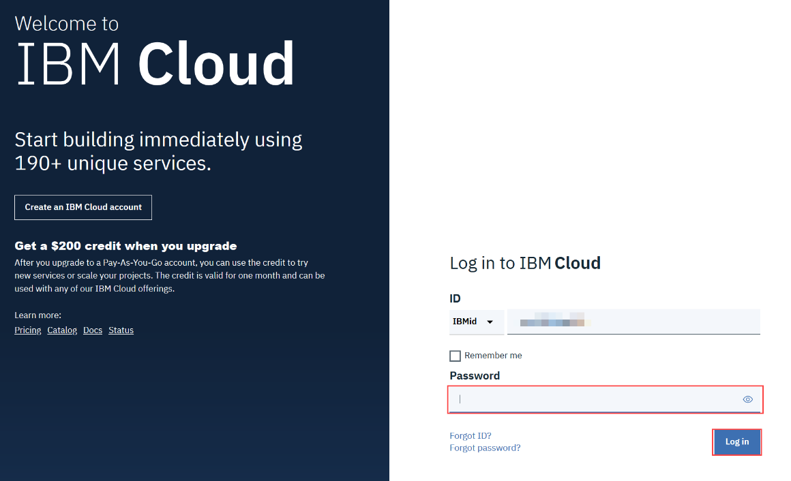 Welcome to
IBM Cloud
Start building immediately using
190+ unique services.
Create an IBM Cloud account
Get a $200 credit when you upgrade
After you upgrade to a Pay-As-You-Go account, you can use the credit to try
new services or scale your projects. The credit is valid for one month and can be
used with any of our IBM Cloud offerings.
Learn more:
Pricing Catalog Docs Status
Log in to IBM Cloud
ID
IBMid
Remember me
Password
Forgot ID?
Forgot password?
Log in